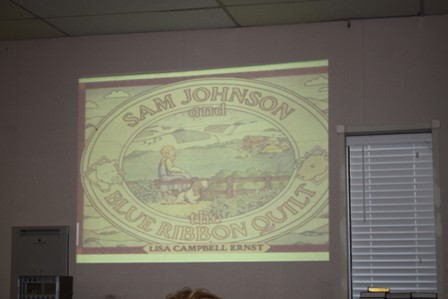 SAM JOHNSON
and
the
BLUE RIBBON QUILT
LISA CAMPBELL ERNST